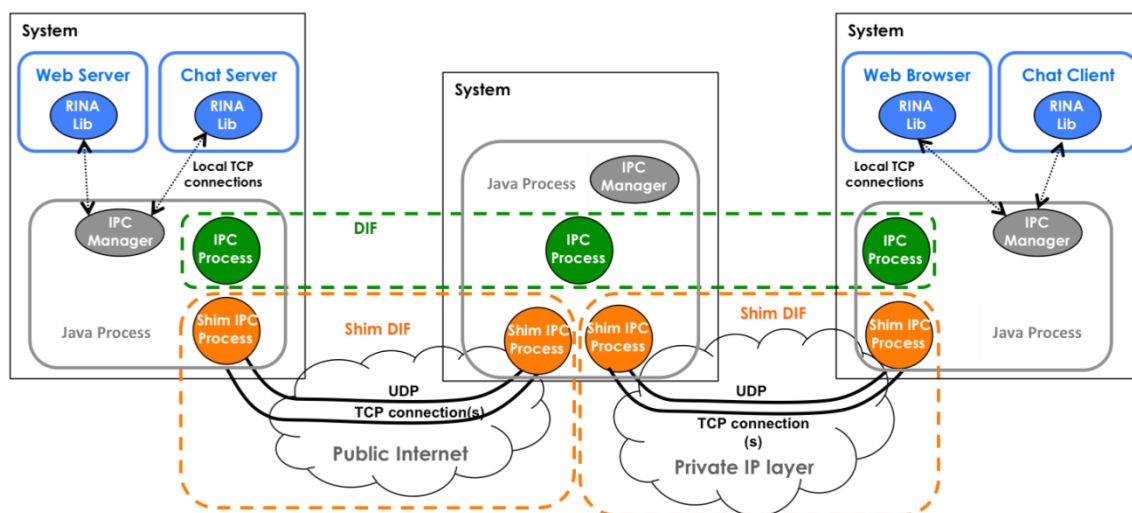 System
Web Server
Chat Server
RINA
Lib
RINA
Lib
Local TCP
connections
IPC
Manager
IPC
Process
Java Process
Shim IPC
Process
System
Java Process
IPC
Manager
DIF
IPC
Process
Shim DIF
Shim IPC
Process
Shim IPC
Process
Shim DIF
System
Web Browser
Chat Client
RINA
Lib
RINA
Lib
Local TCP
connections
IPC
Manager
IPC
Process
Shim IPC
Process
Java Process
UDP
TCP connection(s)
Public Internet
UDP
TCP connection
(s)
Private IP layer